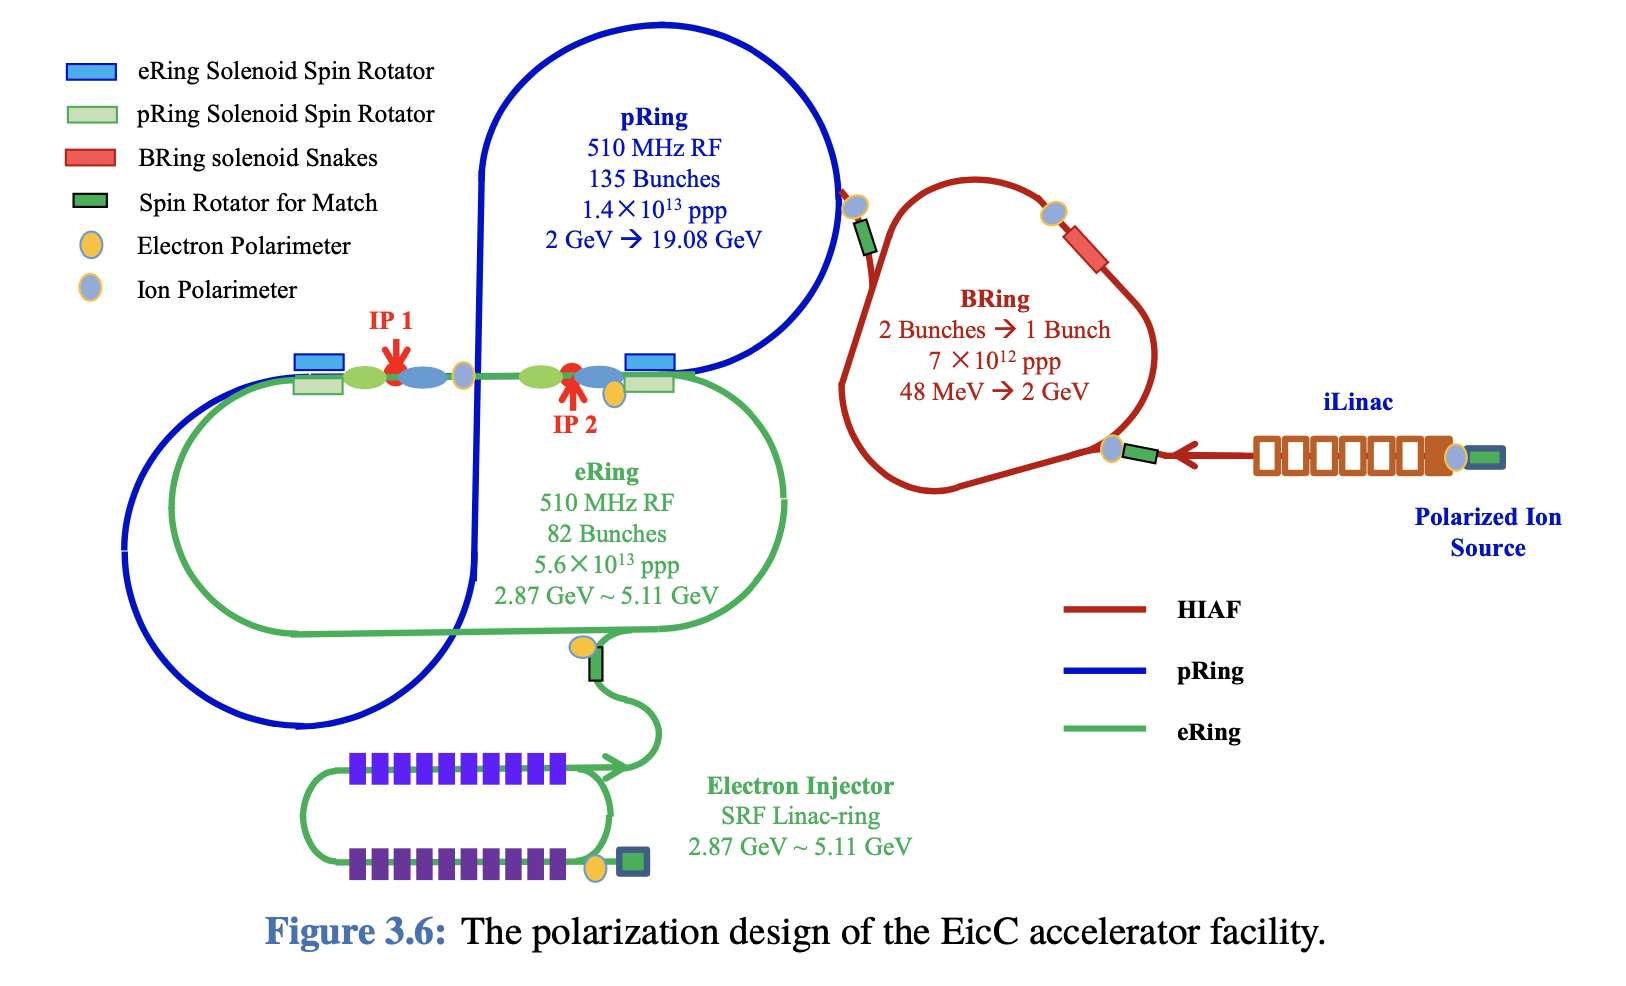 eRing Solenoid Spin Rotator
pRing Solenoid Spin Rotator
BRing solenoid Snakes
Spin Rotator for Match
Electron Polarimeter
Ion Polarimeter
pRing
510 MHz RF
135 Bunches
1.4×10¹³ ppp
2 GeV → 19.08 GeV
IP 1
IP 2
BRing
2 Bunches → 1 Bunch
7 ×10¹² ppp
48 MeV → 2 GeV
iLinac
Polarized Ion
Source
eRing
510 MHz RF
82 Bunches
5.6×10¹³ ppp
2.87 GeV ~ 5.11 GeV
HIAF
pRing
eRing
Electron Injector
SRF Linac-ring
2.87 GeV ~ 5.11 GeV
Figure 3.6: The polarization design of the EicC accelerator facility.